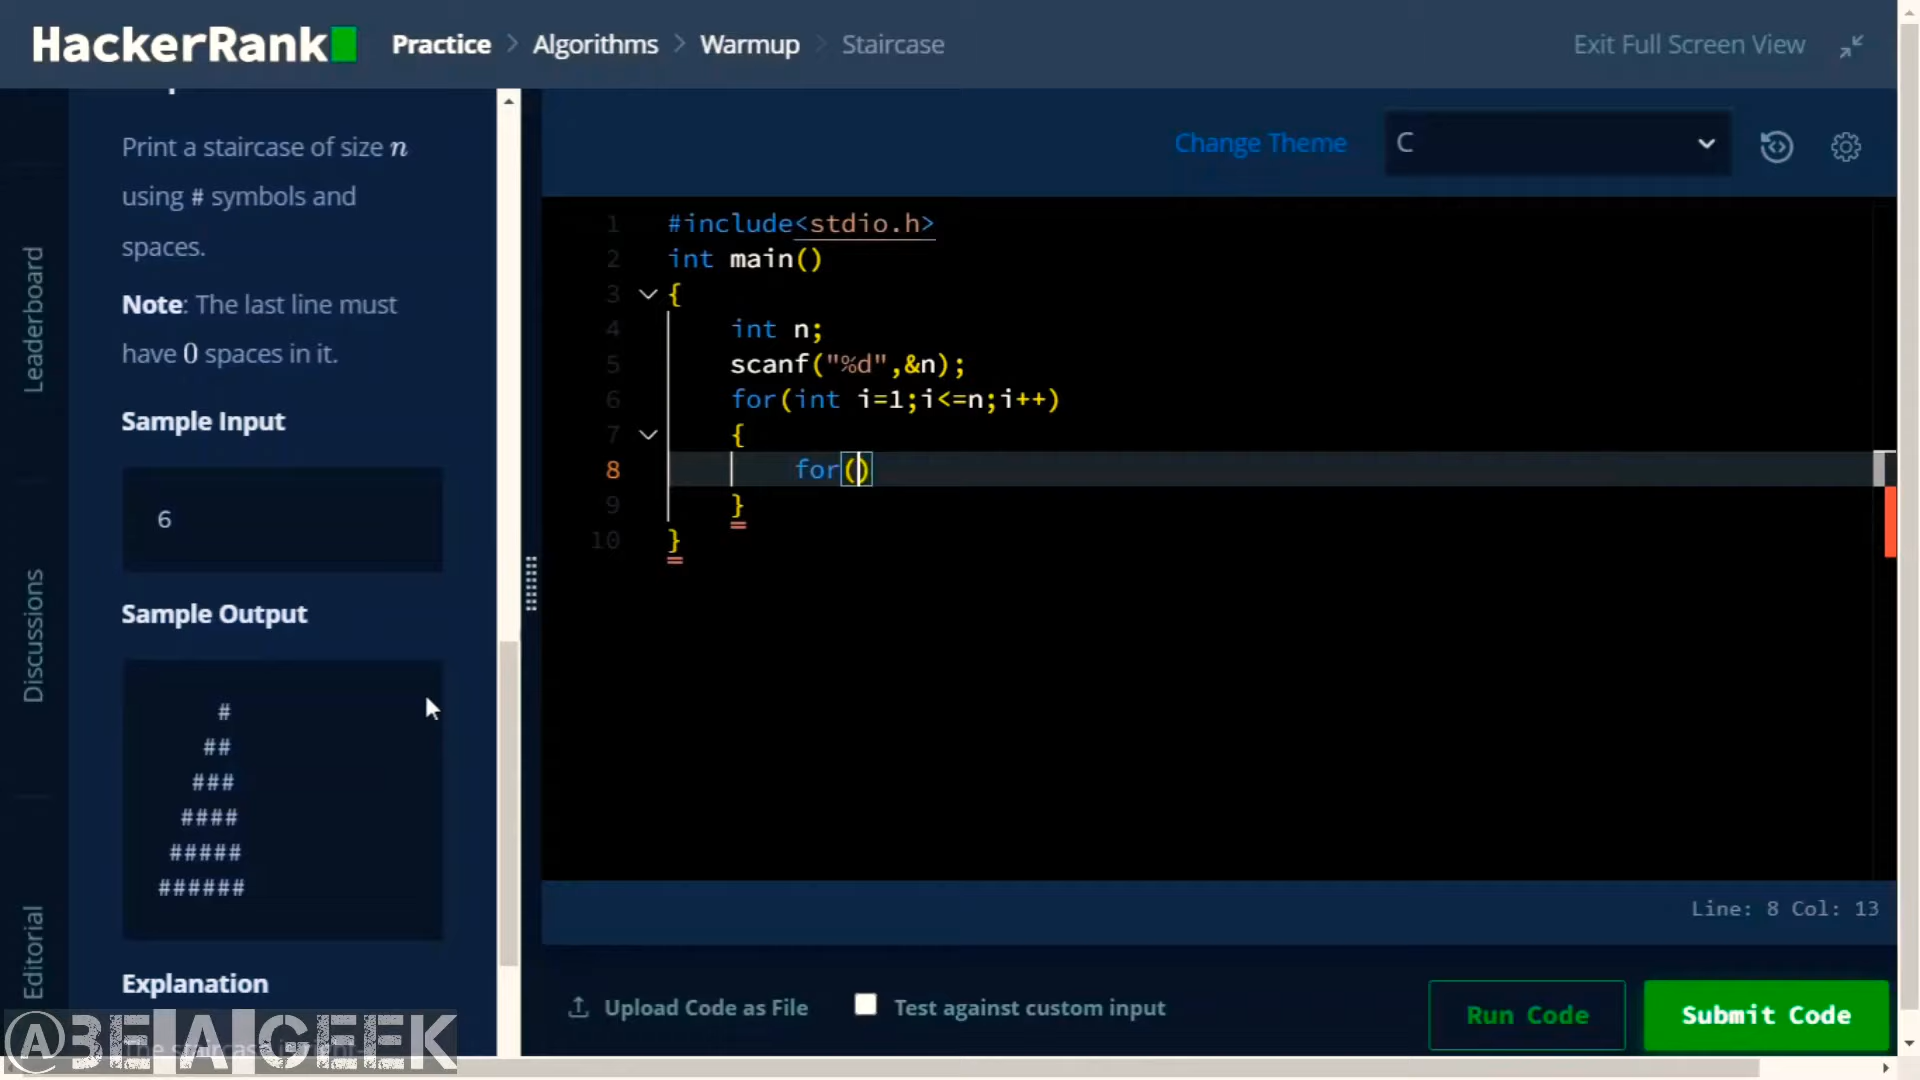 HackerRank
Practice > Algorithms > Warmup > Staircase
Exit Full Screen View
Leaderboard
Discussions
Editorial
Print a staircase of size n
using # symbols and
spaces.
Note: The last line must
have 0 spaces in it.
Sample Input
6
Sample Output
#
##
###
####
#####
######
Explanation
@BE A GEEK
Change Theme
C
1 #include<stdio.h>
2 int main()
3 {
4 int n;
5 scanf("%d",&n);
6 for(int i=1;i<=n;i++)
7 {
8 for()
9 }
10 }
Line: 8 Col: 13
Upload Code as File
Test against custom input
Run Code
Submit Code